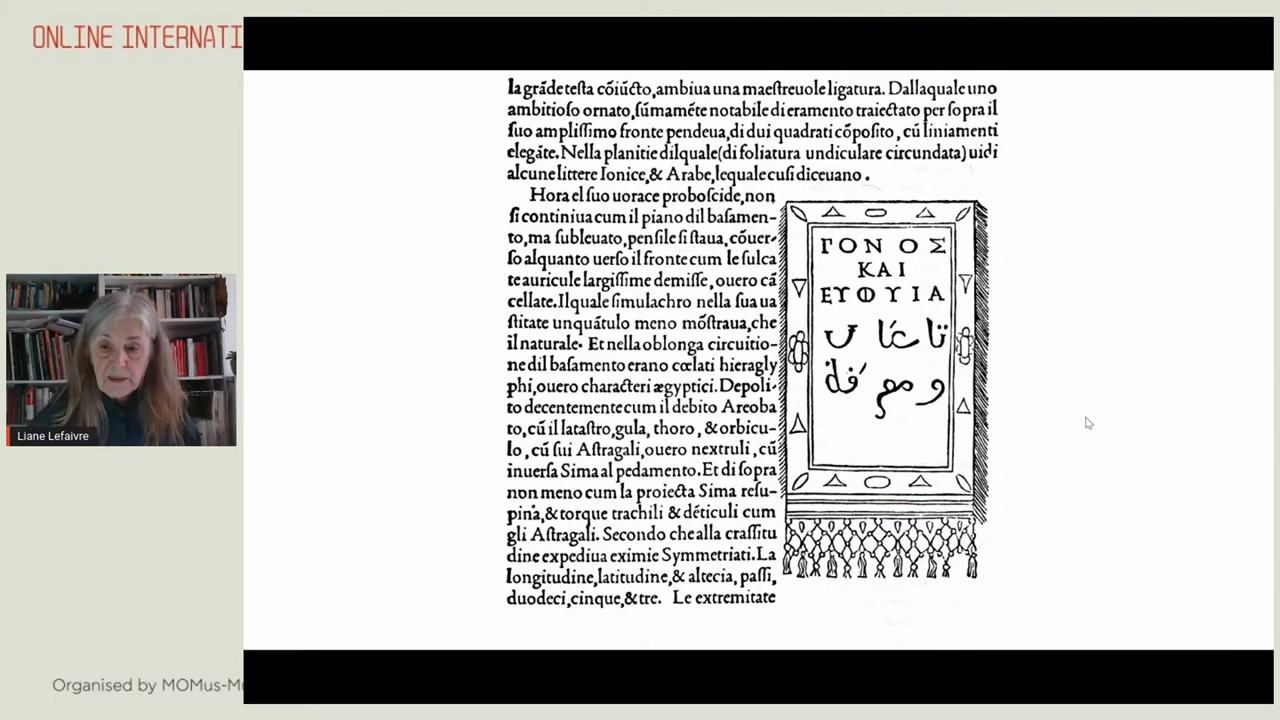 ONLINE INTERNATI
la grãde testa cõiũcto, ambiua una maestreuole ligatura. Dallaquale uno
ambitioso ornato, sũmamẽte notabile di eramento traiectato per sopra il
suo amplissimo fronte pendeua, di dui quadrati cõposito, cũ liniamenti
elegãte. Nella planitie dilquale (di foliatura undiculare circundata) uidi
alcune littere Ionice, & Arabe, lequale cusi diceuano.
Hora el suo uorace proboscide, non
si continiua cum il piano dil basamen-
to, ma subleuato, pensile si staua, cõuer-
so alquanto uerso il fronte cum le sulca
te auricule largissime demisse, ouero cã
cellate. Ilquale simulachro nella sua ua
stitate unquãtulo meno mõstraua, che
il naturale. Et nella oblonga circuitio-
ne dil basamento erano cœlati hieragly
phi, ouero characteri ægyptici. Depoli-
to decentemente cum il debito Areoba
to, cũ il latastro, gula, thoro, & orbicu-
lo, cũ sui Astragali, ouero nextruli, cũ
inuersa Sima al pedamento. Et di sopra
non meno cum la proiecta Sima resu-
pina, & torque trachili & dẽticuli cum
gli Astragali. Secondo che alla crassitu
dine expediua eximie Symmetriati. La
longitudine, latitudine, & altecia, passi,
duodeci, cinque, & tre. Le extremitate
ΓΟΝΟΣ
ΚΑΙ
ΕΥΦΥΙΑ
Liane Lefaivre
Organised by MOMus-Mu